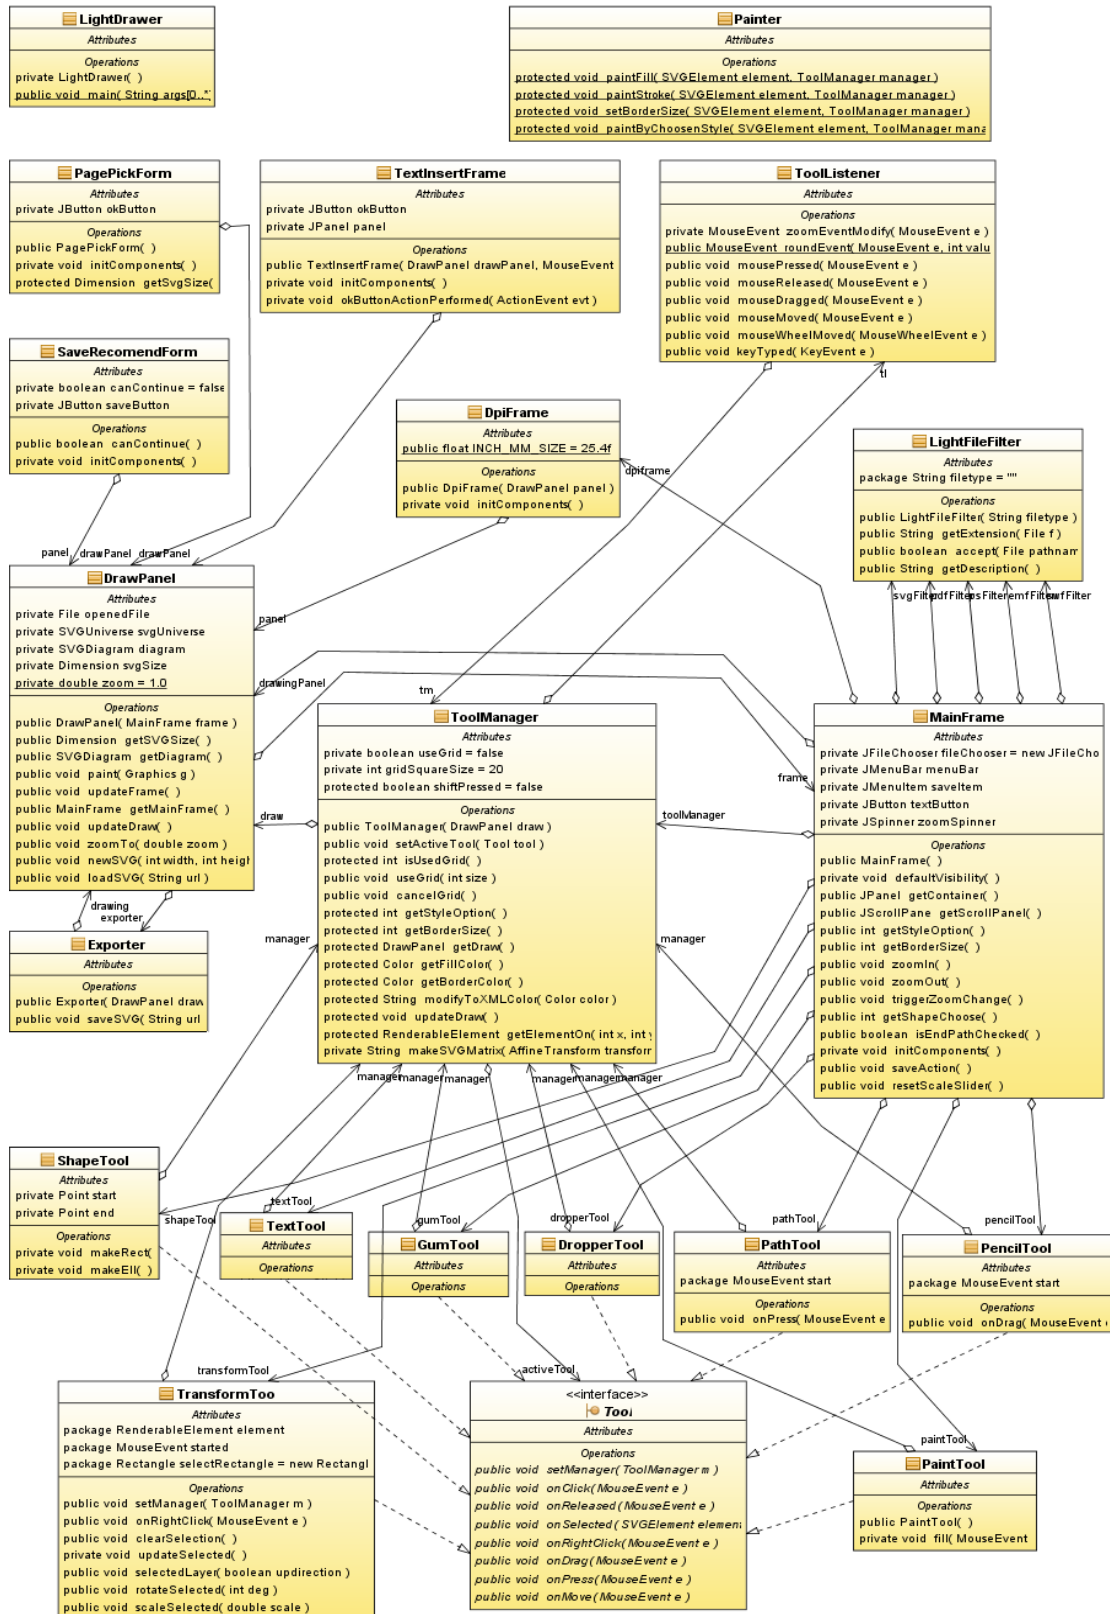 LightDrawer
Attributes
Operations
private LightDrawer( )
public void main( String args[0..*]
Painter
Attributes
Operations
protected void paintFill( SVGElement element, ToolManager manager )
protected void paintStroke( SVGElement element, ToolManager manager )
protected void setBorderSize( SVGElement element, ToolManager manager )
protected void paintByChoosenStyle( SVGElement element, ToolManager mana
PagePickForm
Attributes
private JButton okButton
Operations
public PagePickForm( )
private void initComponents( )
protected Dimension getSvgSize(
TextInsertFrame
Attributes
private JButton okButton
private JPanel panel
Operations
public TextInsertFrame( DrawPanel drawPanel, MouseEvent
private void initComponents( )
private void okButtonActionPerformed( ActionEvent evt )
ToolListener
Attributes
Operations
private MouseEvent zoomEventModify( MouseEvent e )
public MouseEvent roundEvent( MouseEvent e, int valu
public void mousePressed( MouseEvent e )
public void mouseReleased( MouseEvent e )
public void mouseDragged( MouseEvent e )
public void mouseMoved( MouseEvent e )
public void mouseWheelMoved( MouseWheelEvent e )
public void keyTyped( KeyEvent e )
tl
SaveRecomendForm
Attributes
private boolean canContinue = false
private JButton saveButton
Operations
public boolean canContinue( )
private void initComponents( )
DpiFrame
Attributes
public float INCH_MM_SIZE = 25.4f
Operations
public DpiFrame( DrawPanel panel )
private void initComponents( )
dpiframe
LightFileFilter
Attributes
package String filetype = ""
Operations
public LightFileFilter( String filetype )
public String getExtension( File f )
public boolean accept( File pathnam
public String getDescription( )
panel
drawPanel
drawPanel
panel
svgFilter
emfFilter
DrawPanel
Attributes
private File openedFile
private SVGUniverse svgUniverse
private SVGDiagram diagram
private Dimension svgSize
private double zoom = 1.0
Operations
public DrawPanel( MainFrame frame )
public Dimension getSVGSize( )
public SVGDiagram getDiagram( )
public void paint( Graphics g )
public void updateFrame( )
public MainFrame getMainFrame( )
public void updateDraw( )
public void zoomTo( double zoom )
public void newSVG( int width, int heigh
public void loadSVG( String url )
drawingPanel
tm
frame
draw
toolManager
ToolManager
Attributes
private boolean useGrid = false
private int gridSquareSize = 20
protected boolean shiftPressed = false
Operations
public ToolManager( DrawPanel draw )
public void setActiveTool( Tool tool )
protected int isUsedGrid( )
public void useGrid( int size )
public void cancelGrid( )
protected int getStyleOption( )
protected int getBorderSize( )
protected DrawPanel getDraw( )
protected Color getFillColor( )
protected Color getBorderColor( )
protected String modifyToXMLColor( Color color )
protected void updateDraw( )
protected RenderableElement getElementOn( int x, int y
private String makeSVGMatrix( AffineTransform transforr
MainFrame
Attributes
private JFileChooser fileChooser = new JFileCho
private JMenuBar menuBar
private JMenuItem saveItem
private JButton textButton
private JSpinner zoomSpinner
Operations
public MainFrame( )
private void defaultVisibility( )
public JPanel getContainer( )
public JScrollPane getScrollPanel( )
public int getStyleOption( )
public int getBorderSize( )
public void zoomIn( )
public void zoomOut( )
public void triggerZoomChange( )
public int getShapeChoose( )
public boolean isEndPathChecked( )
private void initComponents( )
public void saveAction( )
public void resetScaleSlider( )
drawing
exporter
Exporter
Attributes
Operations
public Exporter( DrawPanel draw
public void saveSVG( String url
manager
manager
manager
manager
manager
manager
manager
manager
ShapeTool
Attributes
private Point start
private Point end
Operations
private void makeRect(
private void makeEll( )
shapeTool
textTool
gumTool
dropperTool
pathTool
pencilTool
TextTool
Attributes
Operations
GumTool
Attributes
Operations
DropperTool
Attributes
Operations
PathTool
Attributes
package MouseEvent start
Operations
public void onPress( MouseEvent e
PencilTool
Attributes
package MouseEvent start
Operations
public void onDrag( MouseEvent e
transformTool
activeTool
paintTool
TransformToo
Attributes
package RenderableElement element
package MouseEvent started
package Rectangle selectRectangle = new Rectangl
Operations
public void setManager( ToolManager m )
public void onRightClick( MouseEvent e )
public void clearSelection( )
private void updateSelected( )
public void selectedLayer( boolean updirection )
public void rotateSelected( int deg )
public void scaleSelected( double scale )
<<interface>>
Tool
Attributes
Operations
public void setManager( ToolManager m )
public void onClick( MouseEvent e )
public void onReleased( MouseEvent e )
public void onSelected( SVGElement element
public void onRightClick( MouseEvent e )
public void onDrag( MouseEvent e )
public void onPress( MouseEvent e )
public void onMove( MouseEvent e )
PaintTool
Attributes
Operations
public PaintTool( )
private void fill( MouseEvent